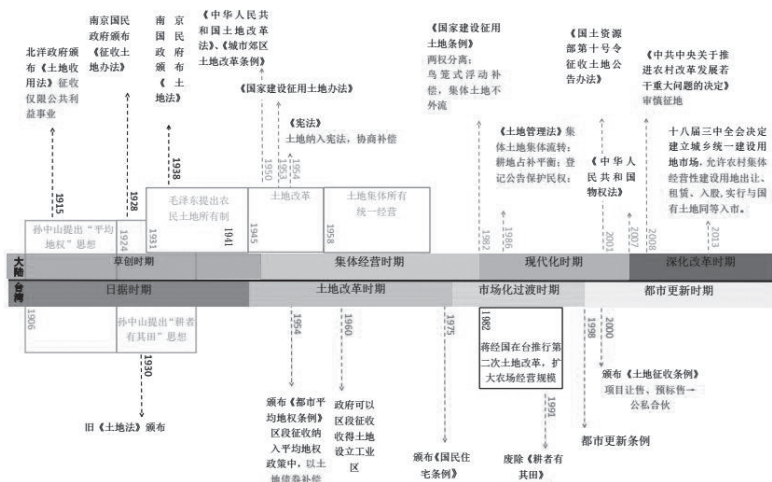 北洋政府颁
布《土地收
用法》征收
仅限公共利
益事业
南京国民
政府颁布
《征收土
地办法》
南京
国民
政府
颁布
《土
地法》
《中华人民共
和国土地改革
法》、《城市郊区
土地改革条例》
《国家建设征用土地办法》
《宪法》
土地纳入宪法,协商补偿
《国家建设征用
土地条例》
两权分离;
鸟笼式浮动补
偿,集体土地不
外流
《土地管理法》集
体土地集体流转;
耕地占补平衡;登
记公告保护民权;
《国土资源
部第十号令
征收土地公
告办法》
《中华人
民共和国
物权法》
《中共中央关于推
进农村改革发展若
干重大问题的决定》
审慎征地
十八届三中全会决定
建立城乡统一建设用
地市场,允许农村集体
经营性建设用地出让、
租赁、入股,实行与国
有土地同等入市。
1915
1928
1938
1950
1953
1954
孙中山提出“平均
地权”思想
1924
1931
毛泽东提出农
民土地所有制
1941
1945
土地改革
1958
土地集体所有
统一经营
1982
1986
2001
2007
2008
2013
大陆
草创时期
集体经营时期
现代化时期
深化改革时期
台湾
日据时期
土地改革时期
市场化过渡时期
都市更新时期
1906
孙中山提出“耕者
有其田”思想
1930
旧《土地法》颁布
1954
颁布《都市平
均地权条例》
区段征收纳
入平均地权
政策中,以土
地债券补偿
1960
政府可以
区段征收
收得土地
设立工业
区
1975
颁布《国民住
宅条例》
1982
蒋经国在台推行第
二次土地改革,扩
大农场经营规模
1991
废除《耕者有
其田》
1998
都市更新条例
2000
颁布《土地征收条例》
项目让售、预标售—
公私合伙